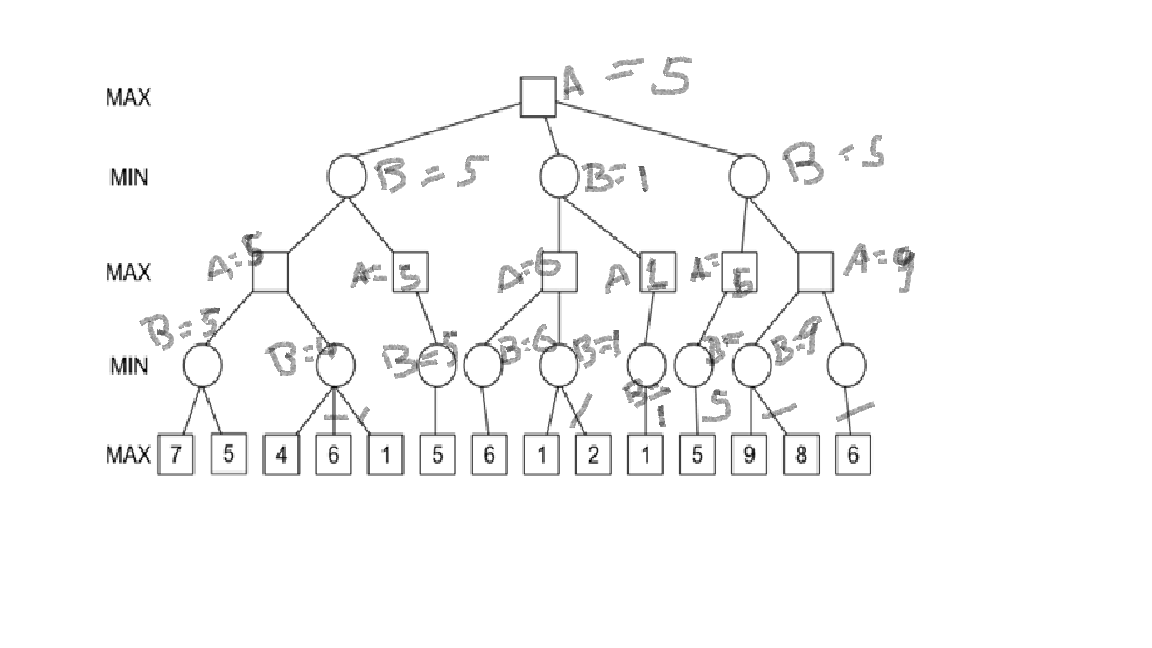 MAX A = 5
MIN B = 5 B=1 B = 5
MAX A=5 A= 5 A=6 A 1 A= 5 A=9
MIN B=5 B=4 B=5 B=6 B=1 B= 1 B= 5 B=9
MAX 7 5 4 6 1 5 6 1 2 1 5 9 8 6